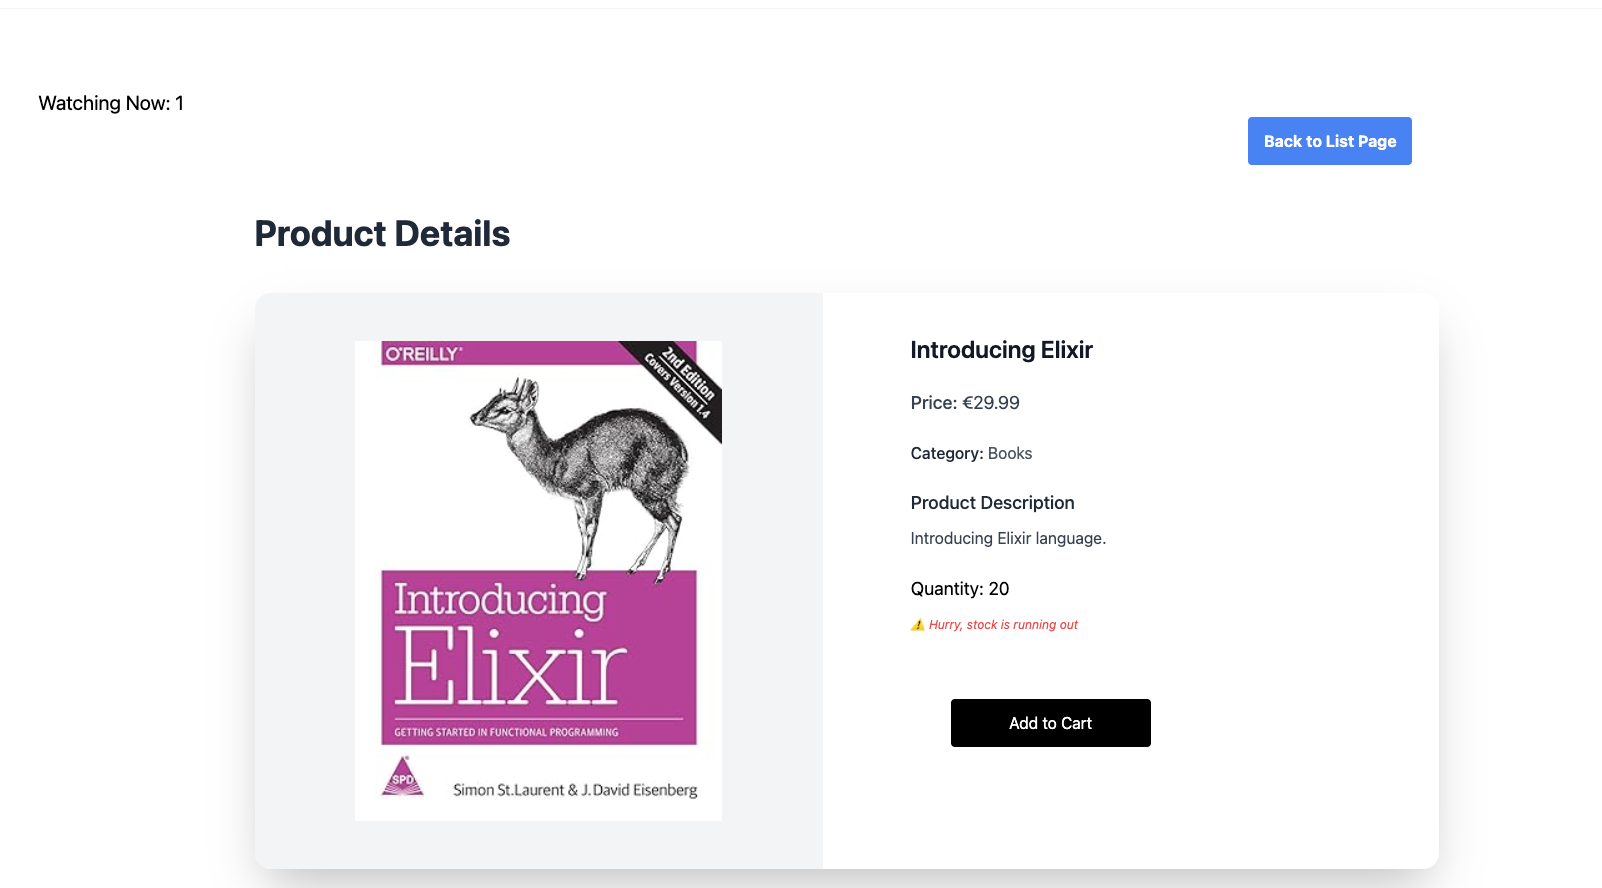 Watching Now: 1
Back to List Page
Product Details
O'REILLY®
2nd Edition
Covers Version 1.4
Introducing
Elixir
GETTING STARTED IN FUNCTIONAL PROGRAMMING
SPD
Simon St.Laurent & J. David Eisenberg
Introducing Elixir
Price: €29.99
Category: Books
Product Description
Introducing Elixir language.
Quantity: 20
⚠️ Hurry, stock is running out
Add to Cart